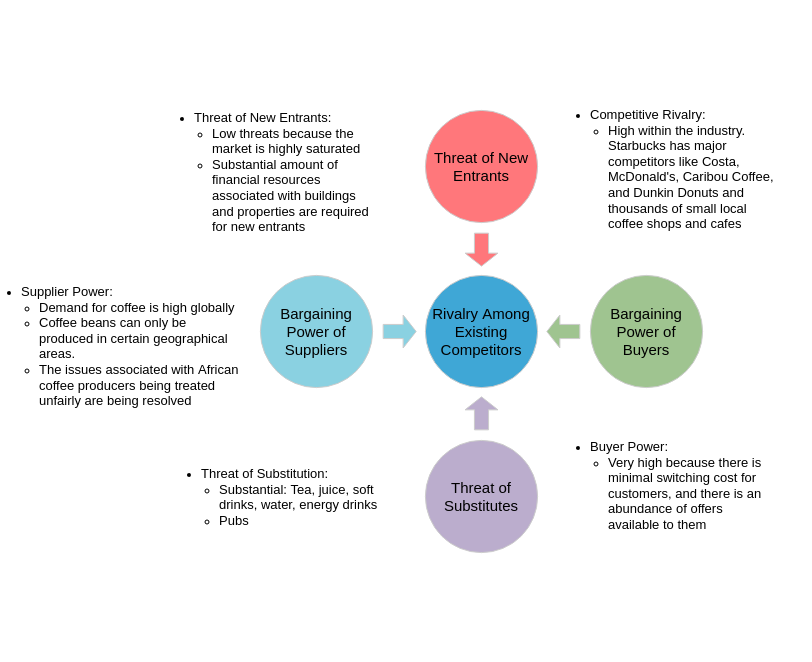 • Threat of New Entrants:
◦ Low threats because the
market is highly saturated
◦ Substantial amount of
financial resources
associated with buildings
and properties are required
for new entrants
Threat of New
Entrants
• Competitive Rivalry:
◦ High within the industry.
Starbucks has major
competitors like Costa,
McDonald's, Caribou Coffee,
and Dunkin Donuts and
thousands of small local
coffee shops and cafes
• Supplier Power:
◦ Demand for coffee is high globally
◦ Coffee beans can only be
produced in certain geographical
areas.
◦ The issues associated with African
coffee producers being treated
unfairly are being resolved
Bargaining
Power of
Suppliers
Rivalry Among
Existing
Competitors
Bargaining
Power of
Buyers
• Threat of Substitution:
◦ Substantial: Tea, juice, soft
drinks, water, energy drinks
◦ Pubs
Threat of
Substitutes
• Buyer Power:
◦ Very high because there is
minimal switching cost for
customers, and there is an
abundance of offers
available to them